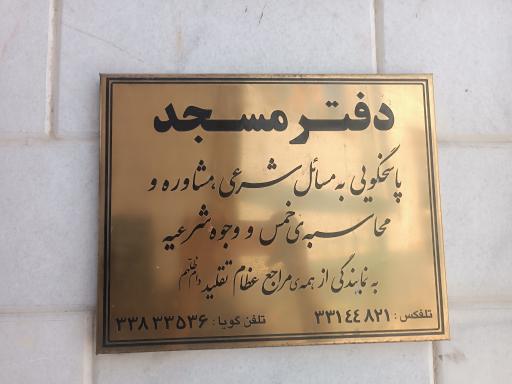 دفتر مسجد
پاسخگویی به مسائل شرعی، مشاوره و
محاسبه‌ی خمس و وجوه شرعیه
به نمایندگی از همه‌ی مراجع عظام تقلید دام ظلهم
تلفکس: ۳۳۱۴۴۸۲۱ تلفن گویا: ۳۳۸۳۳۵۳۶